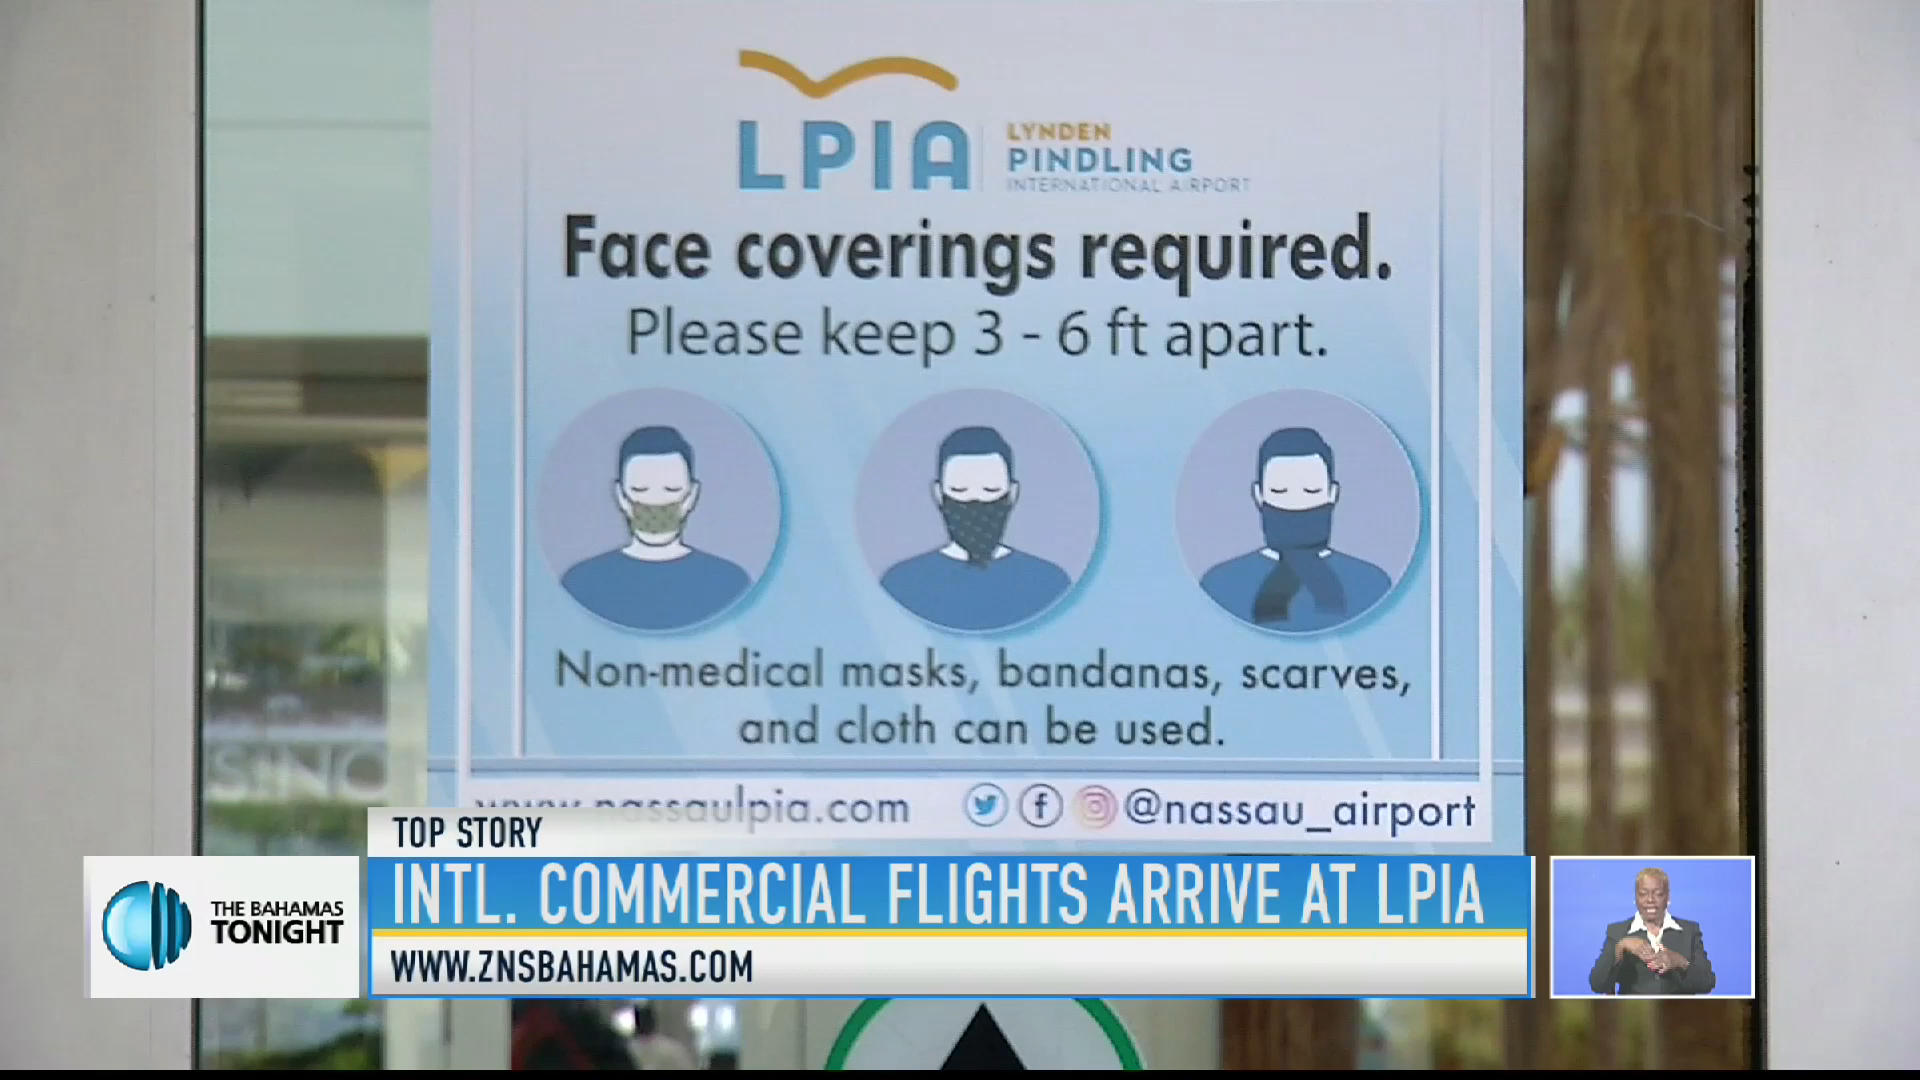 LPIA
LYNDEN
PINDLING
INTERNATIONAL AIRPORT
Face coverings required.
Please keep 3 - 6 ft apart.
Non-medical masks, bandanas, scarves,
and cloth can be used.
www.nassaulpia.com @nassau_airport
TOP STORY
THE BAHAMAS
TONIGHT
INTL. COMMERCIAL FLIGHTS ARRIVE AT LPIA
WWW.ZNSBAHAMAS.COM